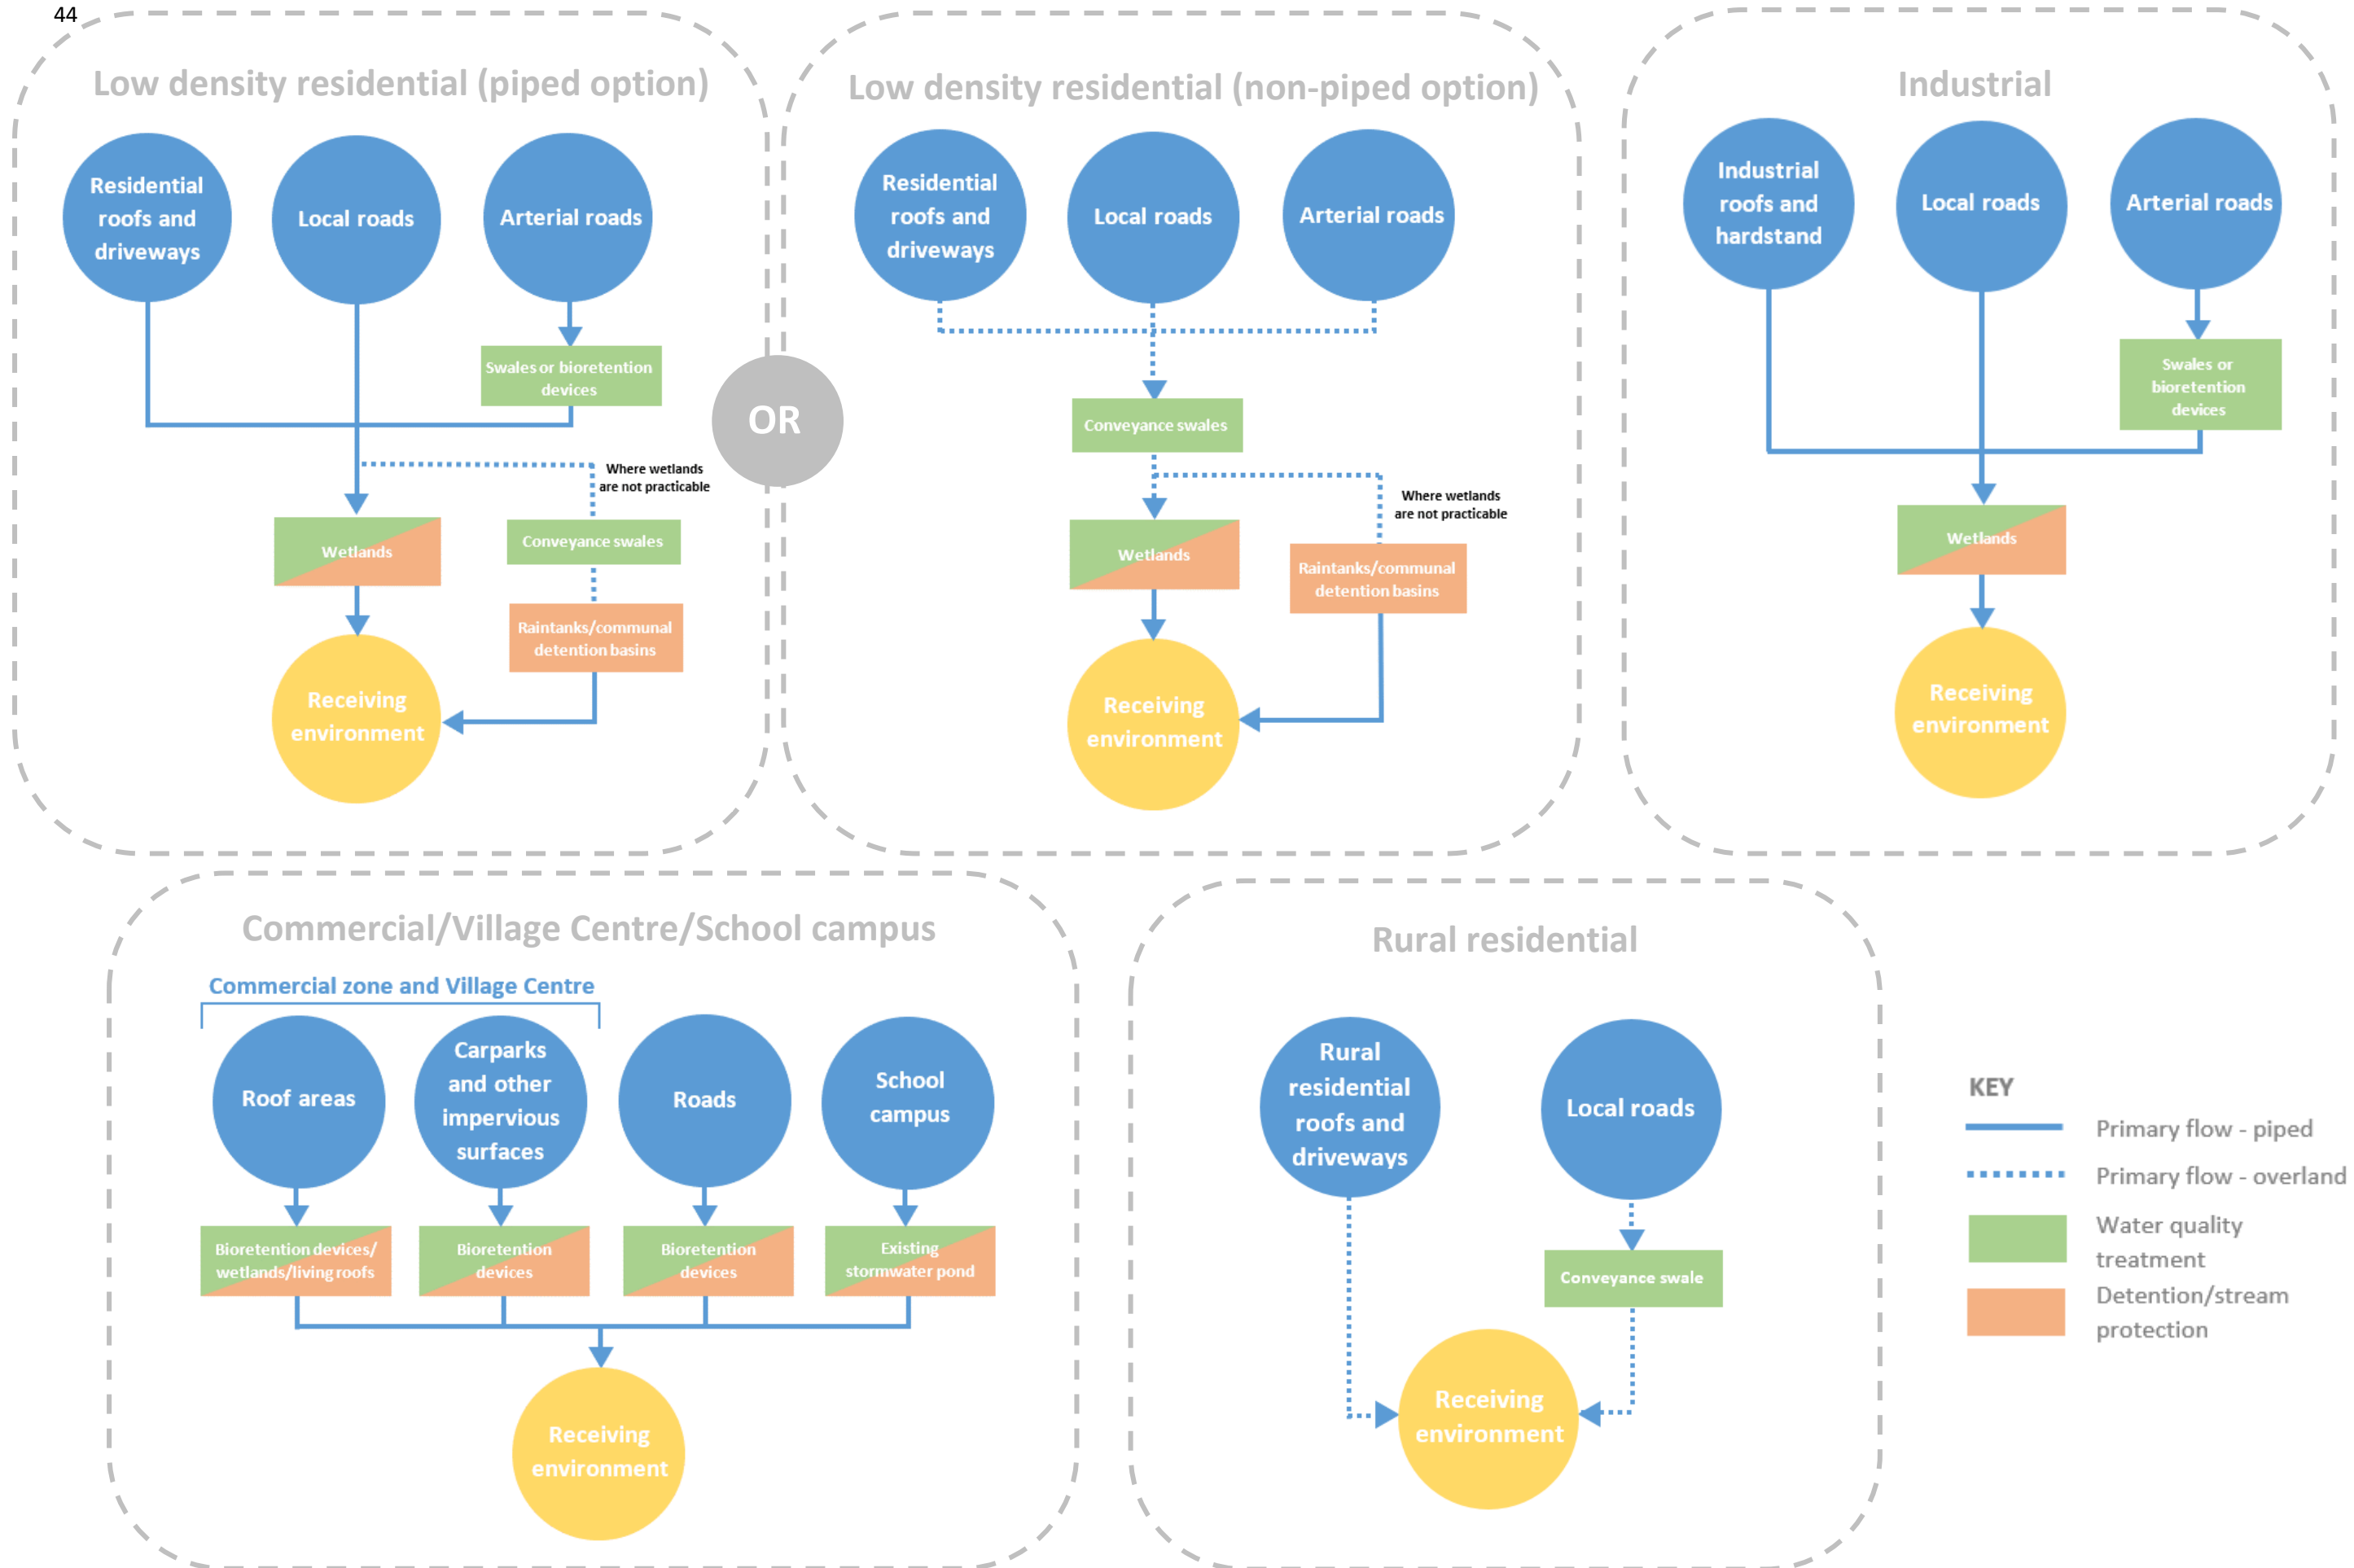 44
Low density residential (piped option)
Residential
roofs and
driveways
Local roads
Arterial roads
Swales or bioretention
devices
Where wetlands
are not practicable
Wetlands
Conveyance swales
Raintanks/communal
detention basins
Receiving
environment
OR
Low density residential (non-piped option)
Residential
roofs and
driveways
Local roads
Arterial roads
Conveyance swales
Where wetlands
are not practicable
Wetlands
Raintanks/communal
detention basins
Receiving
environment
Industrial
Industrial
roofs and
hardstand
Local roads
Arterial roads
Swales or
bioretention
devices
Wetlands
Receiving
environment
Commercial/Village Centre/School campus
Commercial zone and Village Centre
Roof areas
Carparks
and other
impervious
surfaces
Roads
School
campus
Bioretention devices/
wetlands/living roofs
Bioretention
devices
Bioretention
devices
Existing
stormwater pond
Receiving
environment
Rural residential
Rural
residential
roofs and
driveways
Local roads
Conveyance swale
Receiving
environment
KEY
Primary flow - piped
Primary flow - overland
Water quality
treatment
Detention/stream
protection